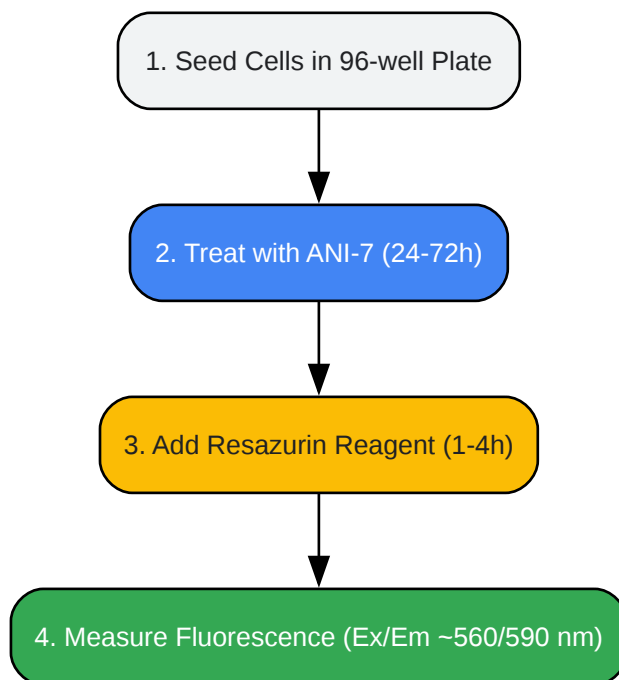 1. Seed Cells in 96-well Plate
2. Treat with ANI-7 (24-72h)
3. Add Resazurin Reagent (1-4h)
4. Measure Fluorescence (Ex/Em ~560/590 nm)